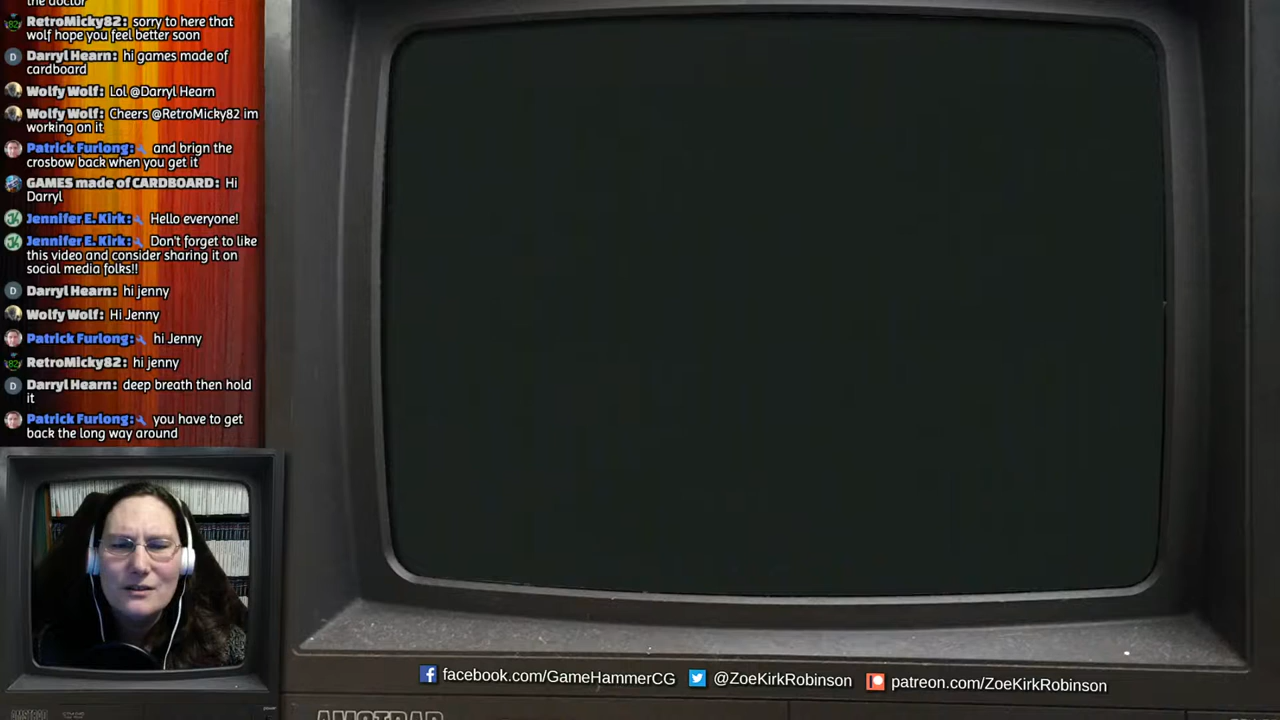 the doctor
RetroMicky82: sorry to here that
wolf hope you feel better soon
D Darryl Hearn: hi games made of
cardboard
Wolfy Wolf: Lol @Darryl Hearn
Wolfy Wolf: Cheers @RetroMicky82 im
working on it
Patrick Furlong: and brign the
crosbow back when you get it
GAMES made of CARDBOARD: Hi
Darryl
Jennifer E. Kirk: Hello everyone!
Jennifer E. Kirk: Don't forget to like
this video and consider sharing it on
social media folks!!
D Darryl Hearn: hi jenny
Wolfy Wolf: Hi Jenny
Patrick Furlong: hi Jenny
RetroMicky82: hi jenny
D Darryl Hearn: deep breath then hold
it
Patrick Furlong: you have to get
back the long way around
facebook.com/GameHammerCG @ZoeKirkRobinson patreon.com/ZoeKirkRobinson
AMSTRAD